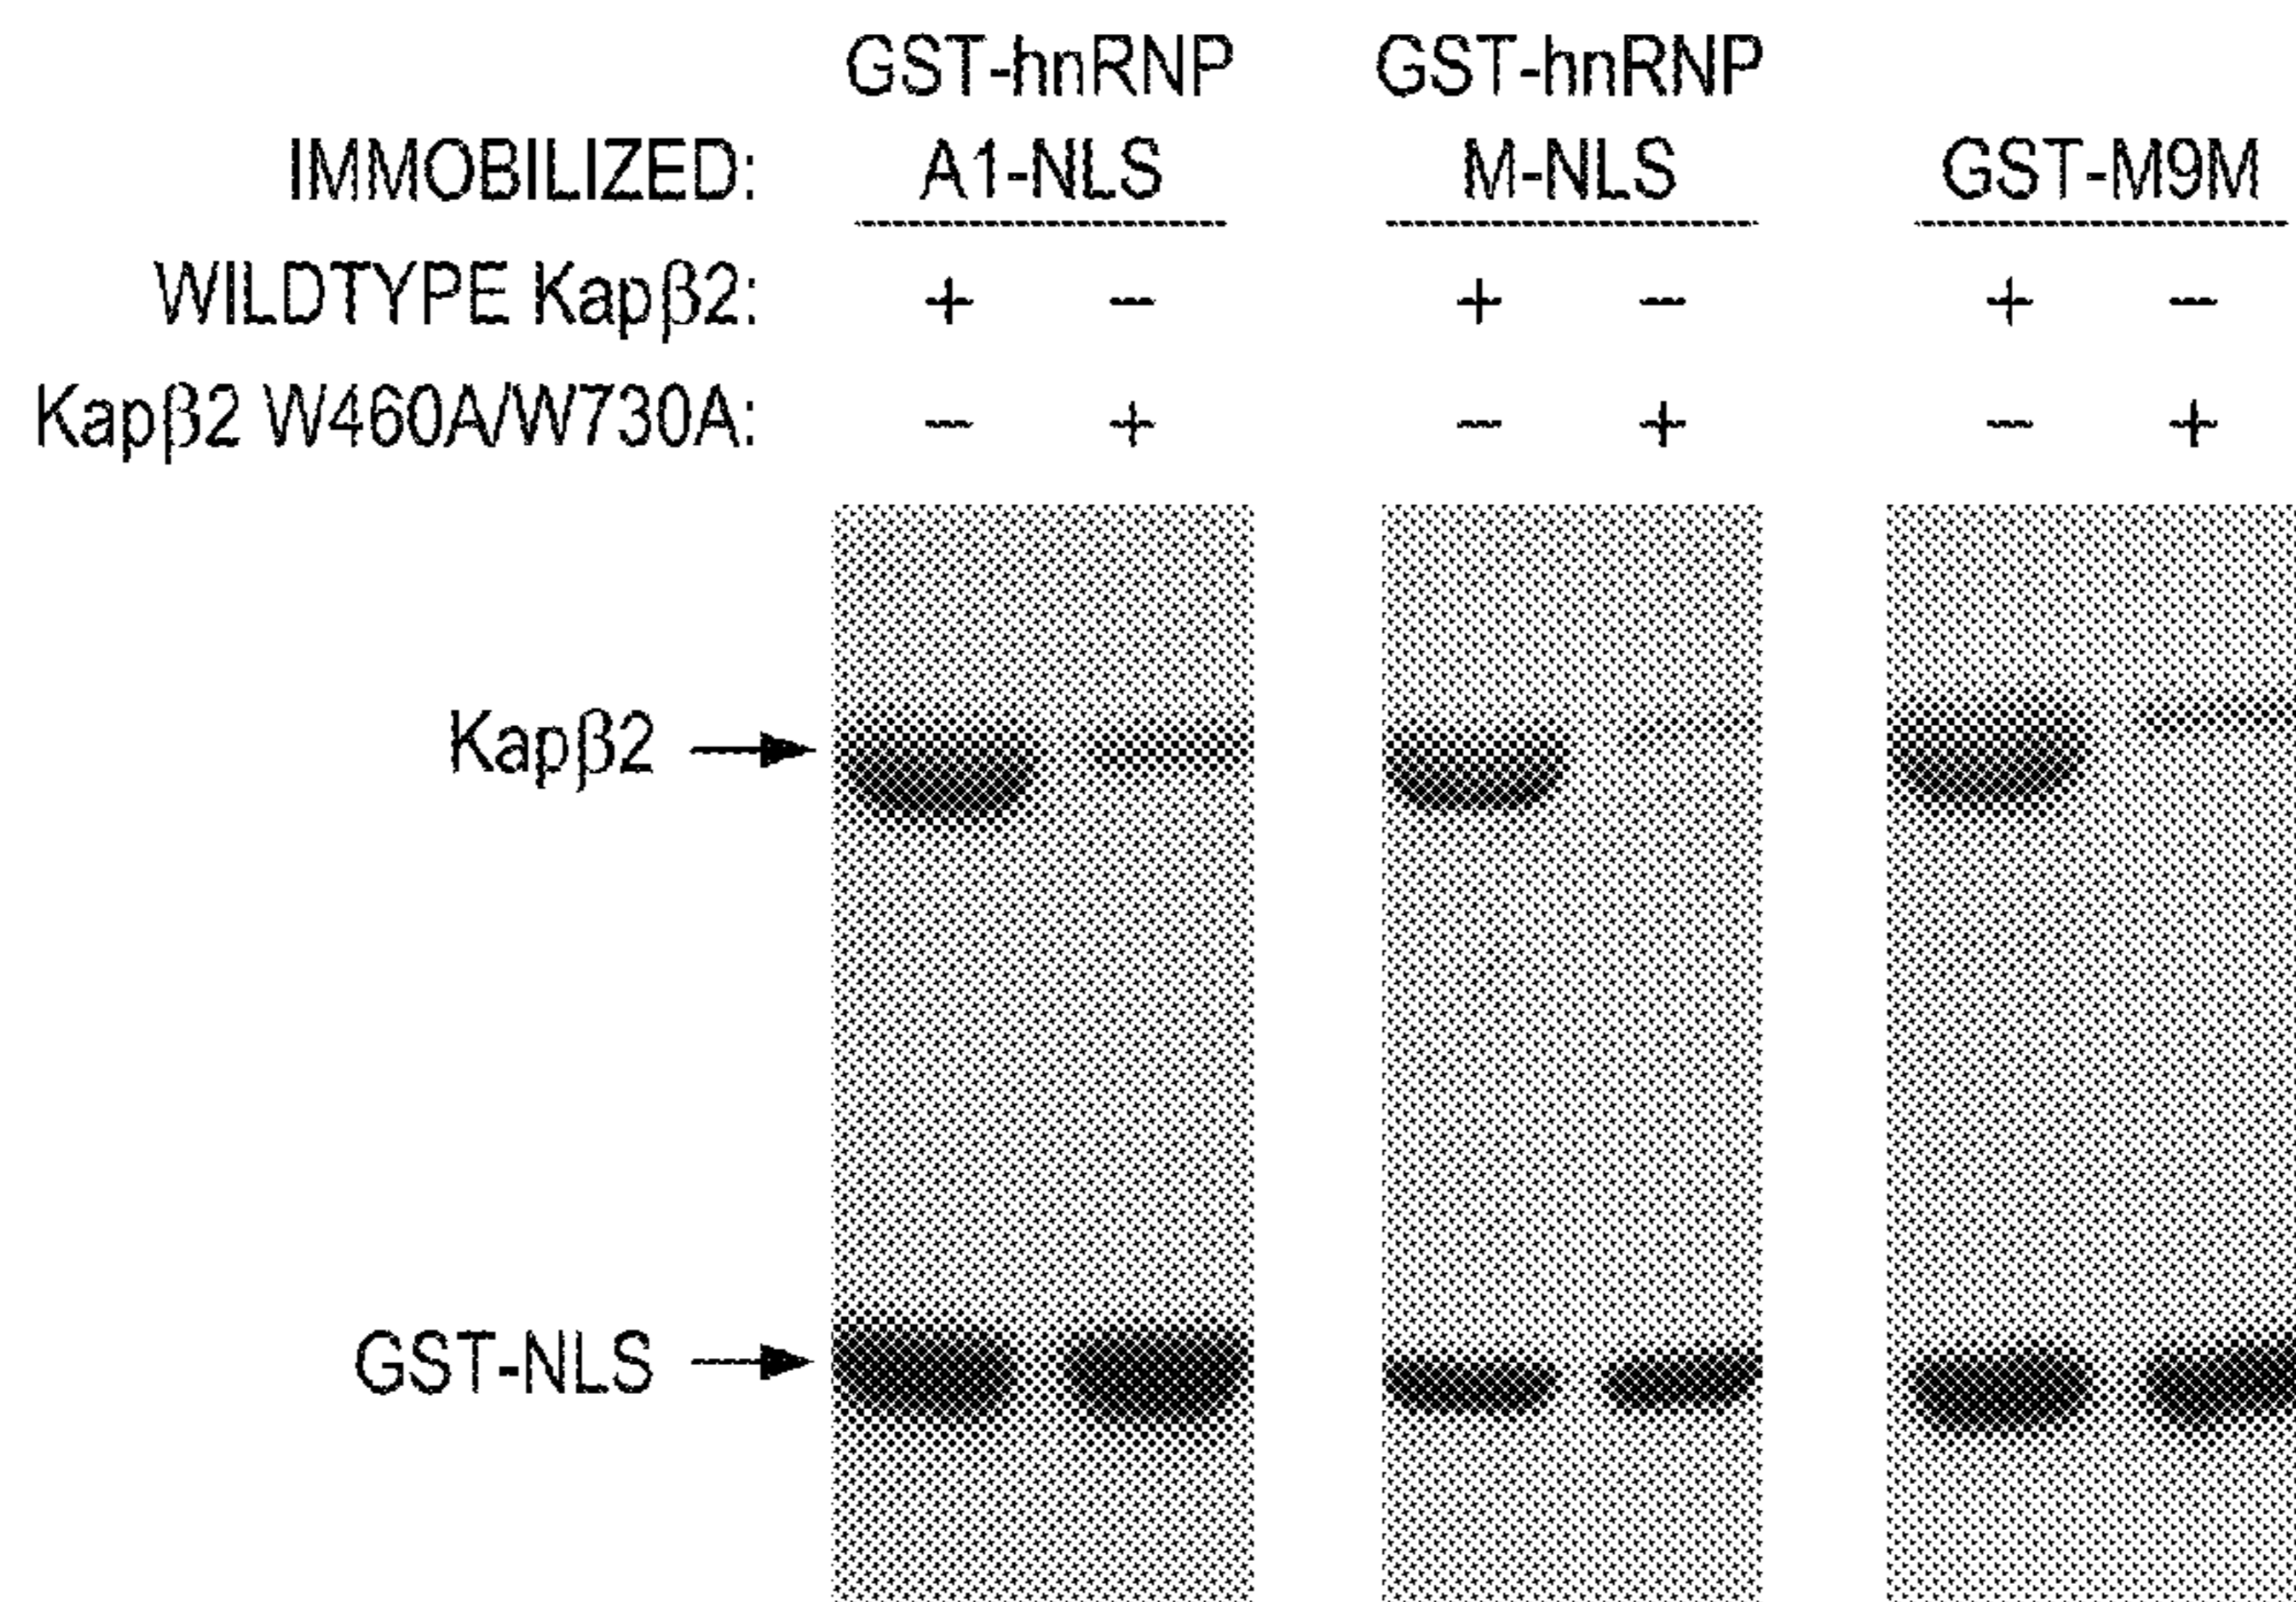 GST-hnRNP GST-hnRNP
IMMOBILIZED: A1-NLS M-NLS GST-M9M
WILDTYPE Kapβ2: + – + – + –
Kapβ2 W460A/W730A: – + – + – +
Kapβ2
GST-NLS